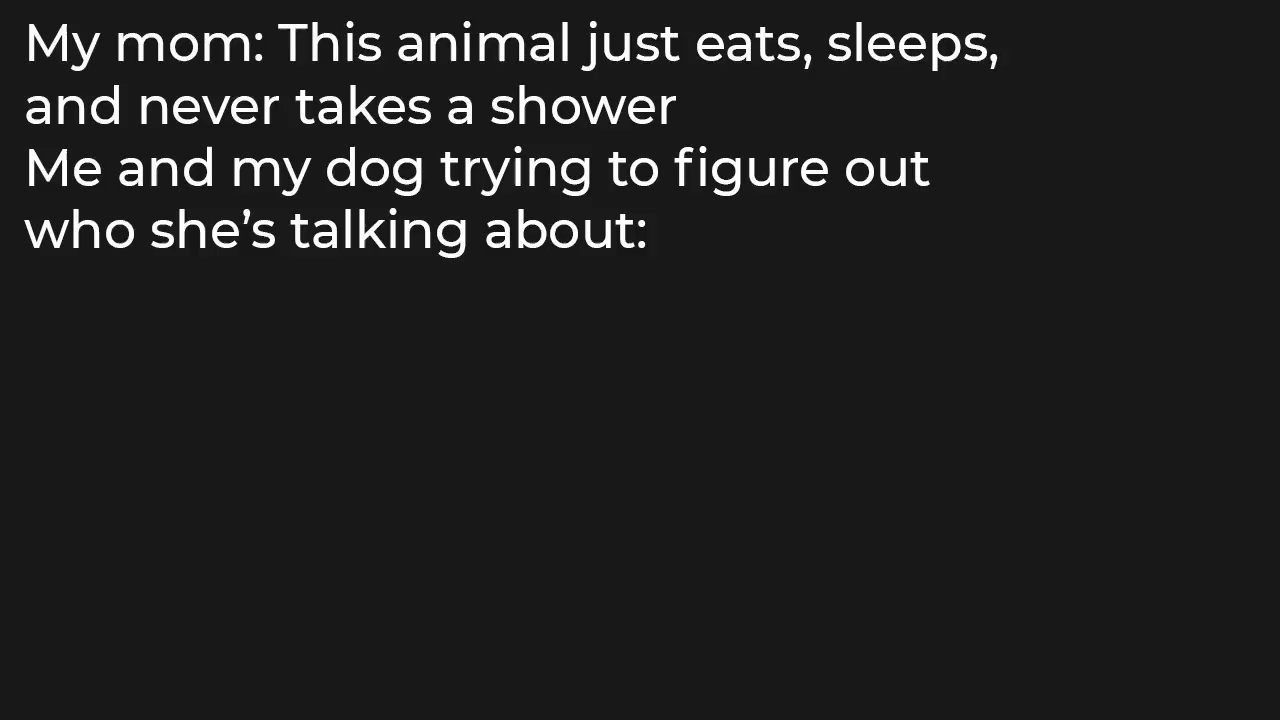 My mom: This animal just eats, sleeps,
and never takes a shower
Me and my dog trying to figure out
who she’s talking about: